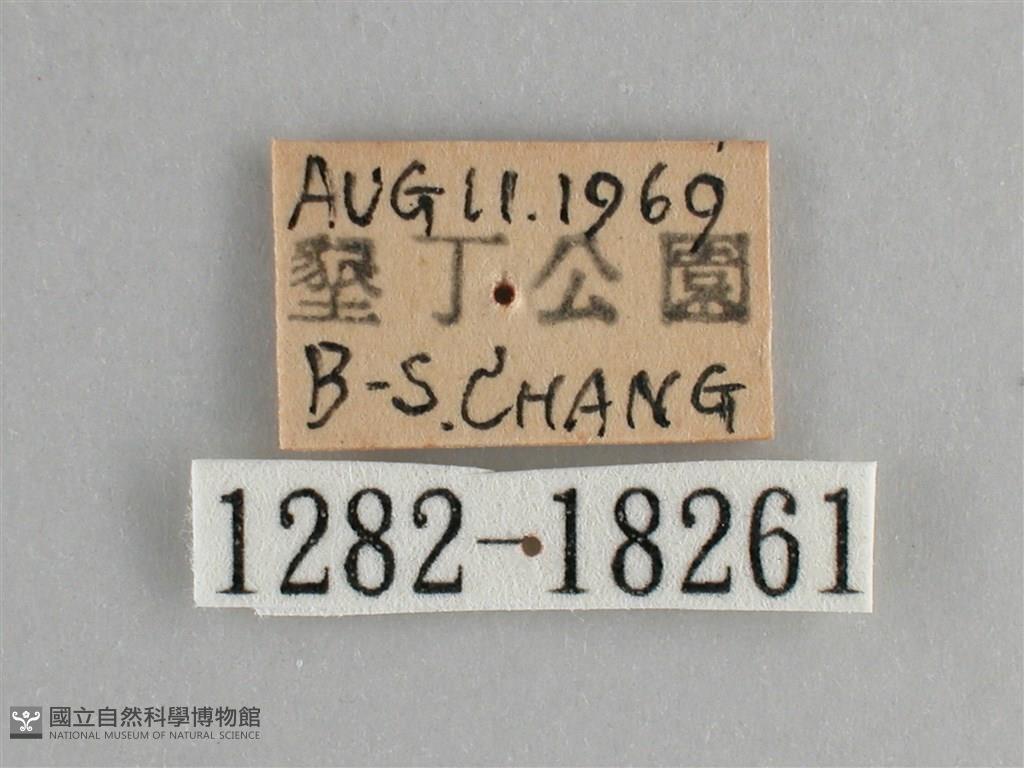 AUG 11.1969
墾丁公園
B-S.CHANG
1282-18261
國立自然科學博物館
NATIONAL MUSEUM OF NATURAL SCIENCE